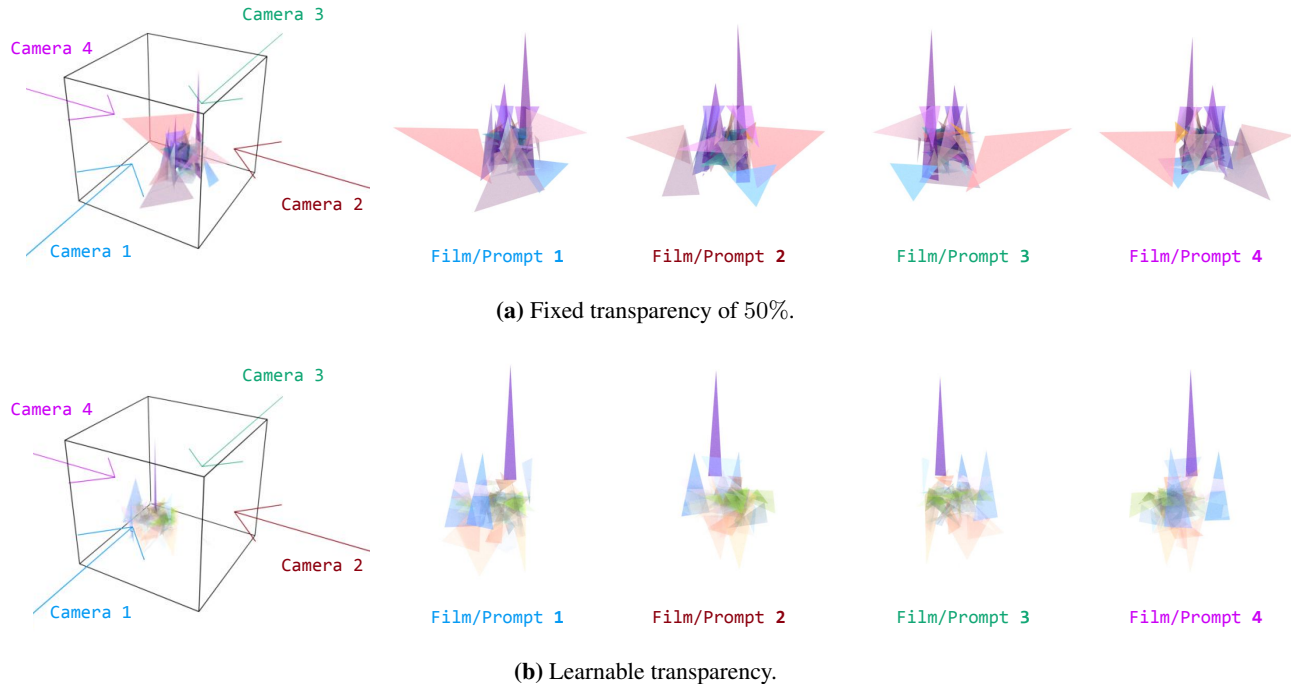 Camera 3
Camera 4
Camera 2
Camera 1
Film/Prompt 1 Film/Prompt 2 Film/Prompt 3 Film/Prompt 4
(a) Fixed transparency of 50%.
Camera 3
Camera 4
Camera 2
Camera 1
Film/Prompt 1 Film/Prompt 2 Film/Prompt 3 Film/Prompt 4
(b) Learnable transparency.